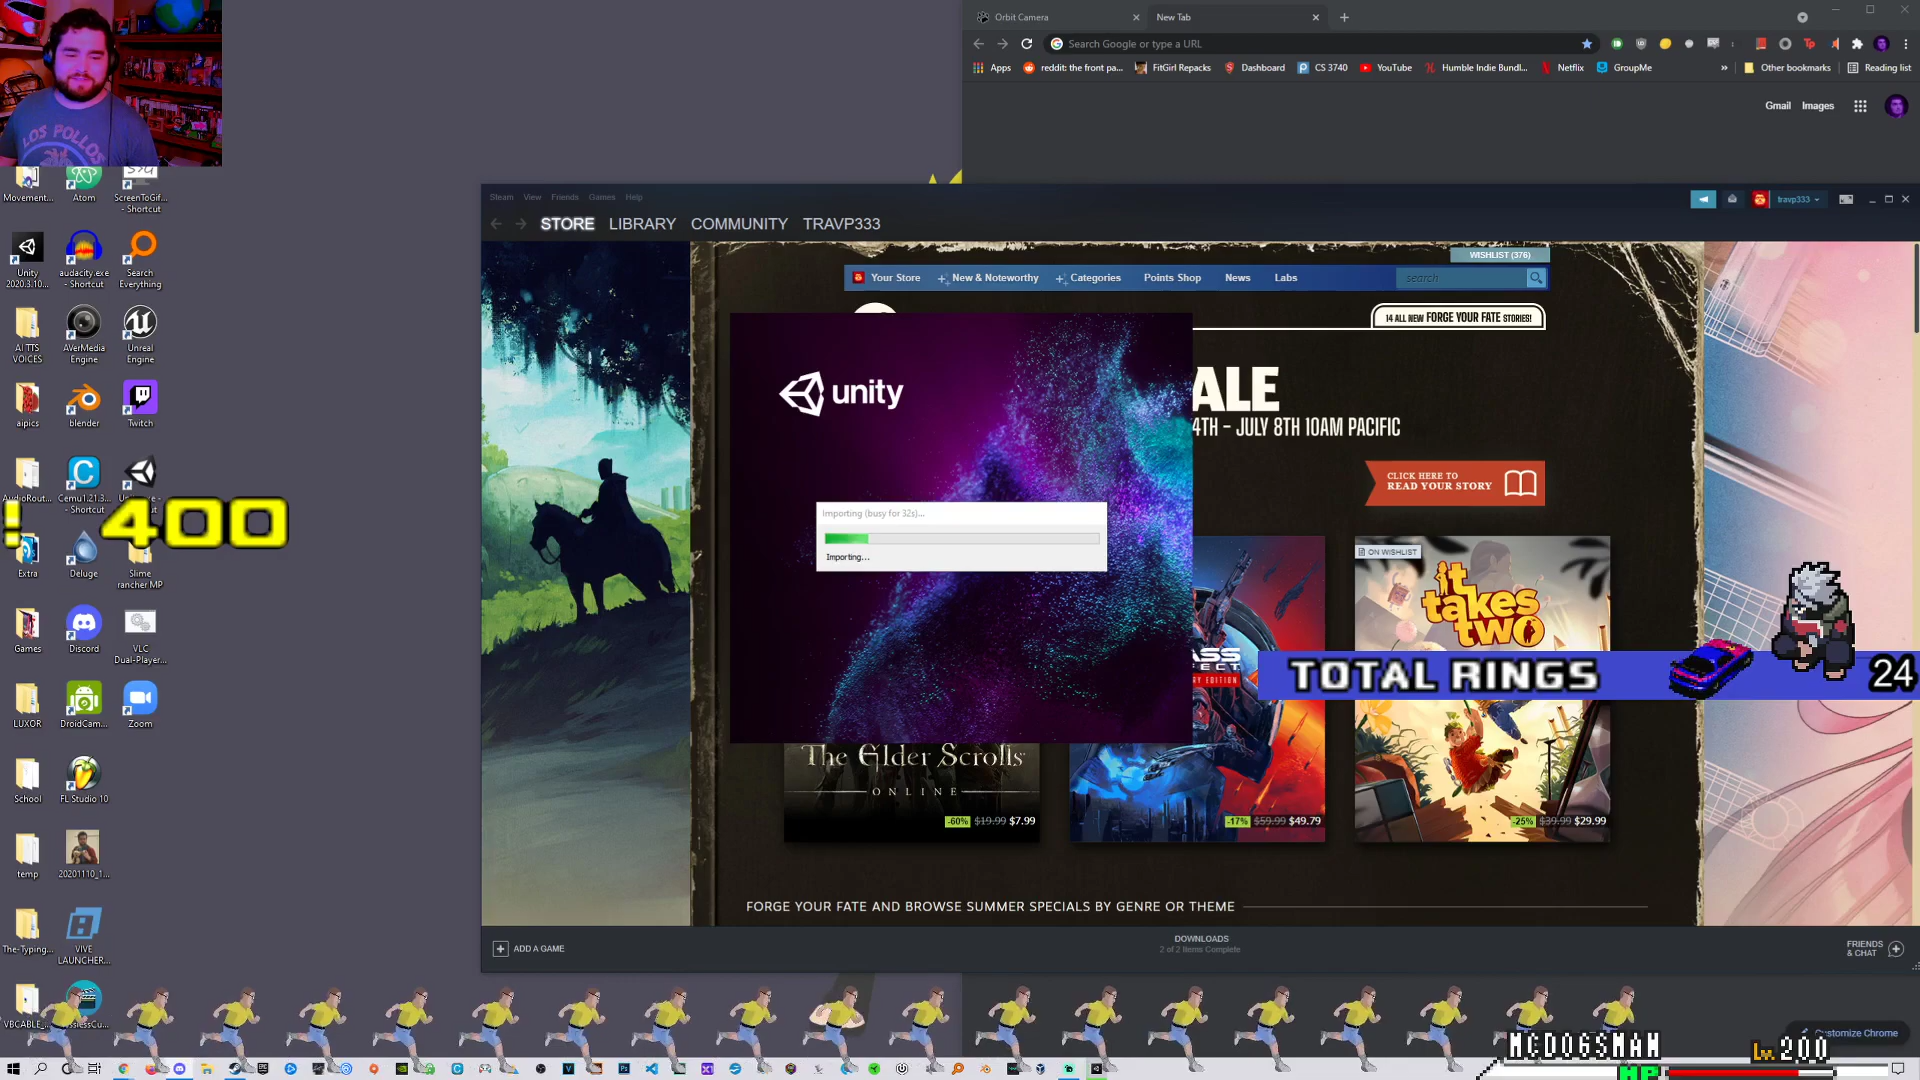 Orbit Camera
New Tab
Search Google or type a URL
Apps
reddit: the front pa...
FitGirl Repacks
Dashboard
CS 3740
YouTube
Humble Indie Bundl...
Netflix
GroupMe
»
Other bookmarks
Reading list
Gmail
Images
LOS POLLOS
Movement...
Atom
ScreenToGif...
- Shortcut
Unity
2020.3.10...
audacity.exe
- Shortcut
Search
Everything
AI TTS
VOICES
AVerMedia
Engine
Unreal
Engine
aipics
blender
Twitch
AudioRout...
Cemu1.21.3...
- Shortcut
! 400
Extra
Deluge
Slime
rancher MP
Games
Discord
VLC
Dual-Player...
LUXOR
DroidCam...
Zoom
School
FL Studio 10
temp
20201110_1...
The-Typing...
VIVE
LAUNCHER...
VBCABLE_...
Steam
View
Friends
Games
Help
travp333
STORE
LIBRARY
COMMUNITY
TRAVP333
WISHLIST (376)
Your Store
New & Noteworthy
Categories
Points Shop
News
Labs
search
14 ALL NEW FORGE YOUR FATE STORIES!
unity
ALE
4TH - JULY 8TH 10AM PACIFIC
CLICK HERE TO
READ YOUR STORY
Importing (busy for 32s)...
Importing...
ON WISHLIST
it
takes
two
TOTAL RINGS
24
The Elder Scrolls
ONLINE
-60% $19.99 $7.99
-17% $59.99 $49.79
-25% $39.99 $29.99
FORGE YOUR FATE AND BROWSE SUMMER SPECIALS BY GENRE OR THEME
ADD A GAME
DOWNLOADS
2 of 2 Items Complete
FRIENDS
& CHAT
Customize Chrome
MCDOGSMAN
Lv.200
HP